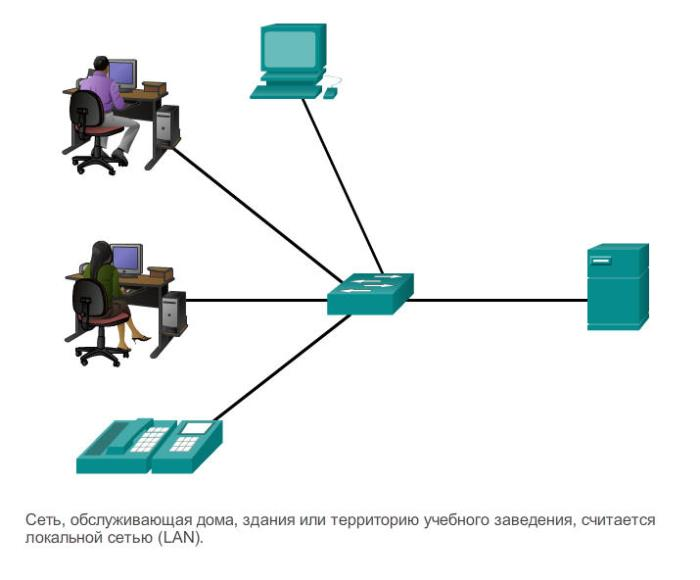 Сеть, обслуживающая дома, здания или территорию учебного заведения, считается
локальной сетью (LAN).